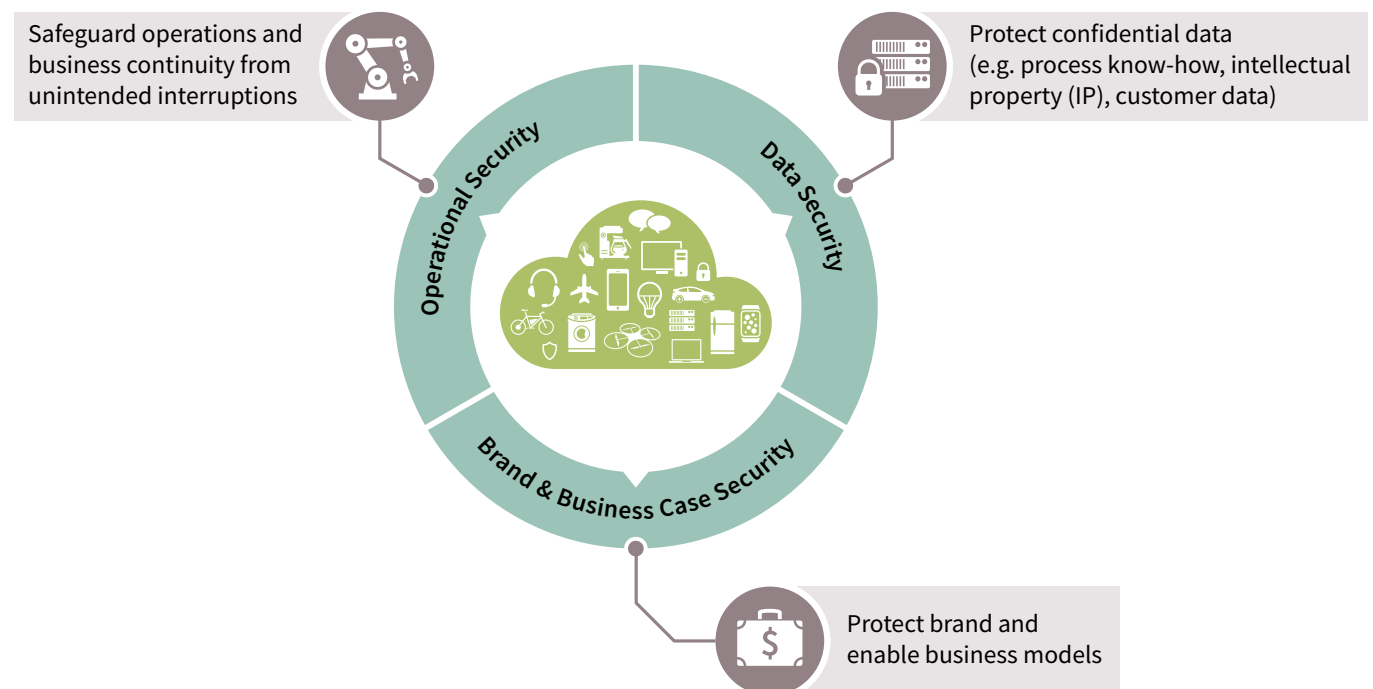 Safeguard operations and
business continuity from
unintended interruptions
Protect confidential data
(e.g. process know-how, intellectual
property (IP), customer data)
Operational Security
Data Security
Brand & Business Case Security
$
Protect brand and
enable business models